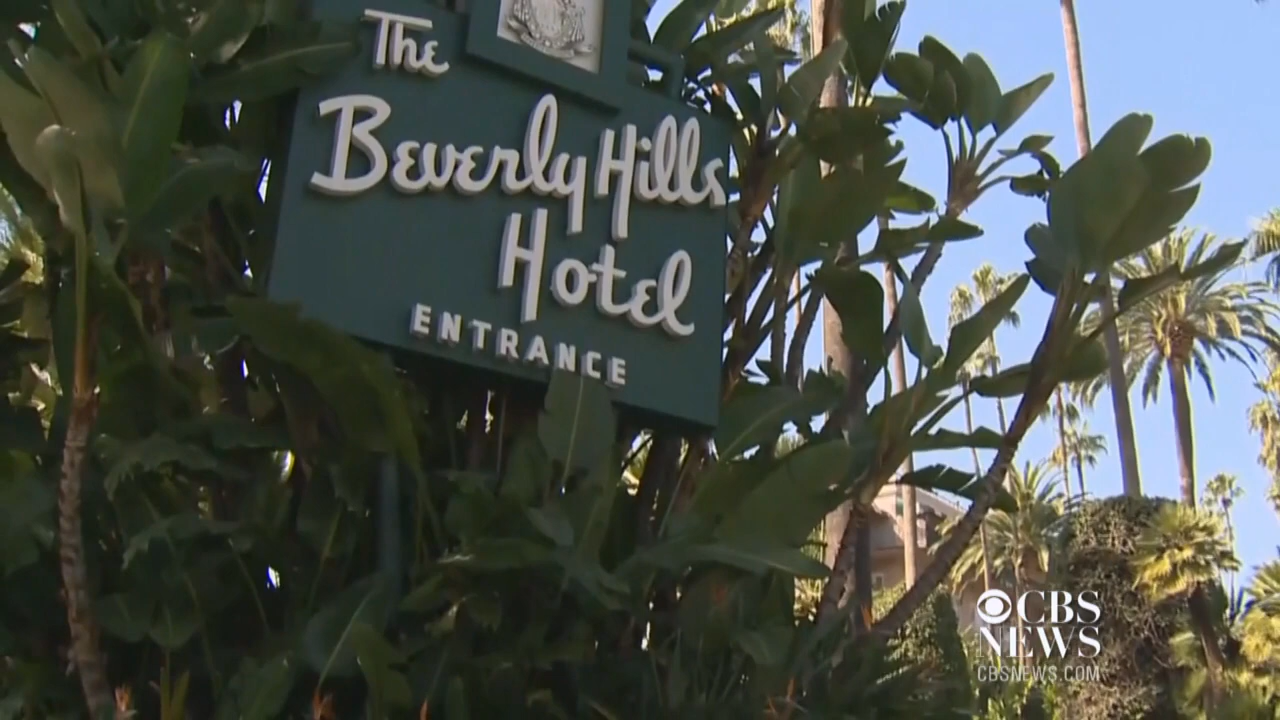 The
Beverly Hills
Hotel
ENTRANCE
CBS
NEWS
CBSNEWS.COM